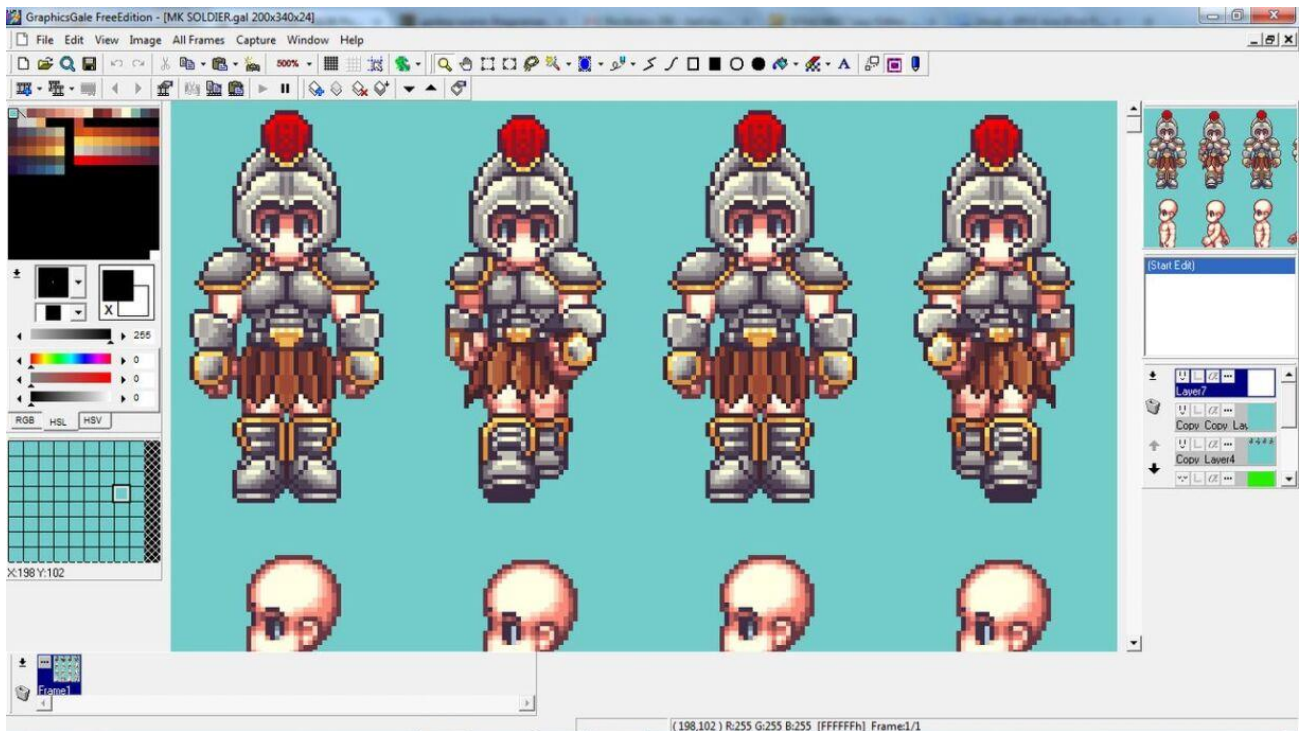 GraphicsGale FreeEdition - [MK SOLDIER.gal 200x340x24]
File Edit View Image All Frames Capture Window Help
500%
A
(Start Edit)
X
255
0
0
0
RGB HSL HSV
Layer7
Copy Copy Lay
Copy Layer4
X:198 Y:102
Frame1
( 198,102 ) R:255 G:255 B:255 [FFFFFFh] Frame:1/1